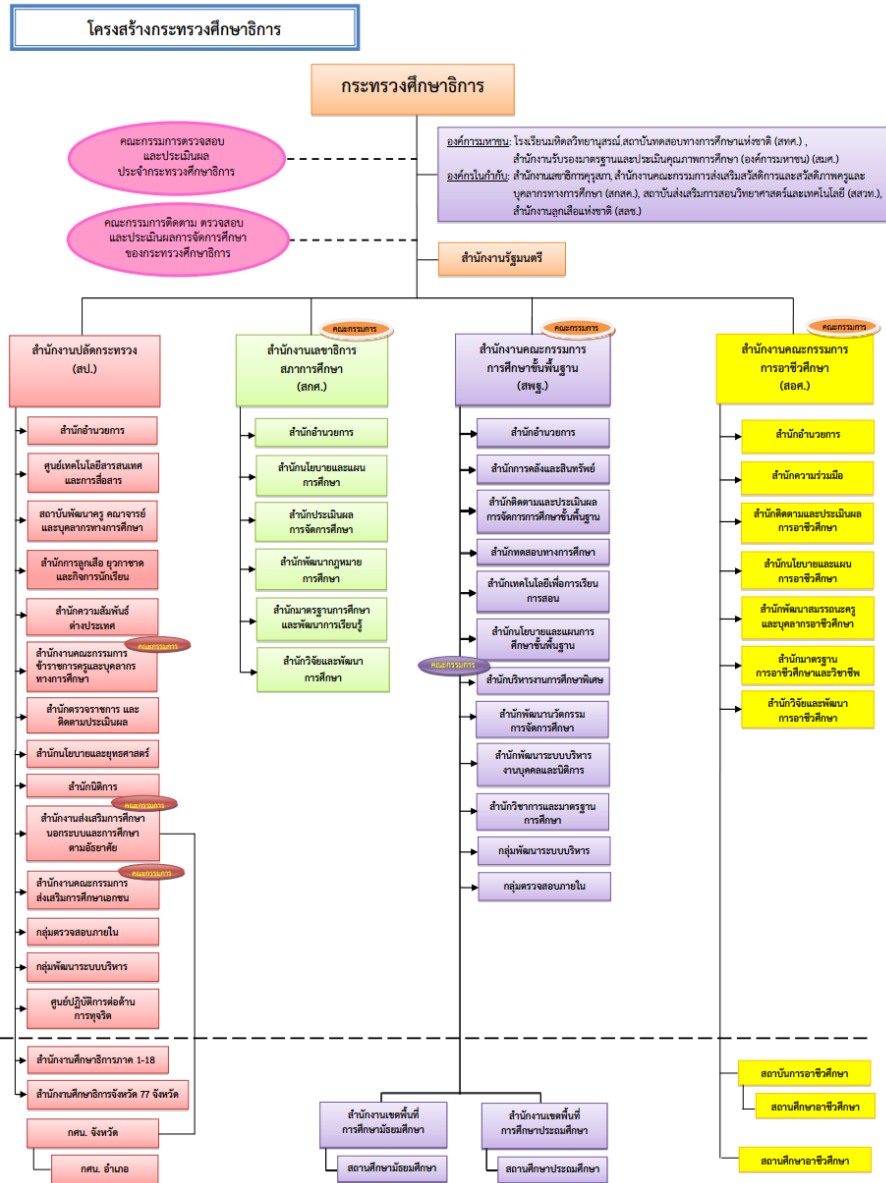 โครงสร้างกระทรวงศึกษาธิการ
กระทรวงศึกษาธิการ
คณะกรรมการตรวจสอบ
และประเมินผล
ประจำกระทรวงศึกษาธิการ
องค์การมหาชน: โรงเรียนมหิดลวิทยานุสรณ์,สถาบันทดสอบทางการศึกษาแห่งชาติ (สทศ.) ,
สำนักงานรับรองมาตรฐานและประเมินคุณภาพการศึกษา (องค์การมหาชน) (สมศ.)
องค์กรในกำกับ: สำนักงานเลขาธิการคุรุสภา, สำนักงานคณะกรรมการส่งเสริมสวัสดิการและสวัสดิภาพครูและ
บุคลากรทางการศึกษา (สกสค.), สถาบันส่งเสริมการสอนวิทยาศาสตร์และเทคโนโลยี (สสวท.),
สำนักงานลูกเสือแห่งชาติ (สลช.)
คณะกรรมการติดตาม ตรวจสอบ
และประเมินผลการจัดการศึกษา
ของกระทรวงศึกษาธิการ
สำนักงานรัฐมนตรี
สำนักงานปลัดกระทรวง
(สป.)
สำนักอำนวยการ
ศูนย์เทคโนโลยีสารสนเทศ
และการสื่อสาร
สถาบันพัฒนาครู คณาจารย์
และบุคลากรทางการศึกษา
สำนักการลูกเสือ ยุวกาชาด
และกิจการนักเรียน
สำนักความสัมพันธ์
ต่างประเทศ
คณะกรรมการ
สำนักงานคณะกรรมการ
ข้าราชการครูและบุคลากร
ทางการศึกษา
สำนักตรวจราชการ และ
ติดตามประเมินผล
สำนักนโยบายและยุทธศาสตร์
สำนักนิติการ
คณะกรรมการ
สำนักงานส่งเสริมการศึกษา
นอกระบบและการศึกษา
ตามอัธยาศัย
คณะกรรมการ
สำนักงานคณะกรรมการ
ส่งเสริมการศึกษาเอกชน
กลุ่มตรวจสอบภายใน
กลุ่มพัฒนาระบบบริหาร
ศูนย์ปฏิบัติการต่อต้าน
การทุจริต
สำนักงานศึกษาธิการภาค 1-18
สำนักงานศึกษาธิการจังหวัด 77 จังหวัด
กศน. จังหวัด
กศน. อำเภอ
คณะกรรมการ
สำนักงานเลขาธิการ
สภาการศึกษา
(สกศ.)
สำนักอำนวยการ
สำนักนโยบายและแผน
การศึกษา
สำนักประเมินผล
การจัดการศึกษา
สำนักพัฒนากฎหมาย
การศึกษา
สำนักมาตรฐานการศึกษา
และพัฒนาการเรียนรู้
สำนักวิจัยและพัฒนา
การศึกษา
คณะกรรมการ
สำนักงานคณะกรรมการ
การศึกษาขั้นพื้นฐาน
(สพฐ.)
สำนักอำนวยการ
สำนักการคลังและสินทรัพย์
สำนักติดตามและประเมินผล
การจัดการการศึกษาขั้นพื้นฐาน
สำนักทดสอบทางการศึกษา
สำนักเทคโนโลยีเพื่อการเรียน
การสอน
สำนักนโยบายและแผนการ
ศึกษาขั้นพื้นฐาน
คณะกรรมการ
สำนักบริหารงานการศึกษาพิเศษ
สำนักพัฒนานวัตกรรม
การจัดการศึกษา
สำนักพัฒนาระบบบริหาร
งานบุคคลและนิติการ
สำนักวิชาการและมาตรฐาน
การศึกษา
กลุ่มพัฒนาระบบบริหาร
กลุ่มตรวจสอบภายใน
สำนักงานเขตพื้นที่
การศึกษามัธยมศึกษา
สถานศึกษามัธยมศึกษา
สำนักงานเขตพื้นที่
การศึกษาประถมศึกษา
สถานศึกษาประถมศึกษา
คณะกรรมการ
สำนักงานคณะกรรมการ
การอาชีวศึกษา
(สอศ.)
สำนักอำนวยการ
สำนักความร่วมมือ
สำนักติดตามและประเมินผล
การอาชีวศึกษา
สำนักนโยบายและแผน
การอาชีวศึกษา
สำนักพัฒนาสมรรถนะครู
และบุคลากรอาชีวศึกษา
สำนักมาตรฐาน
การอาชีวศึกษาและวิชาชีพ
สำนักวิจัยและพัฒนา
การอาชีวศึกษา
สถาบันการอาชีวศึกษา
สถานศึกษาอาชีวศึกษา
สถานศึกษาอาชีวศึกษา